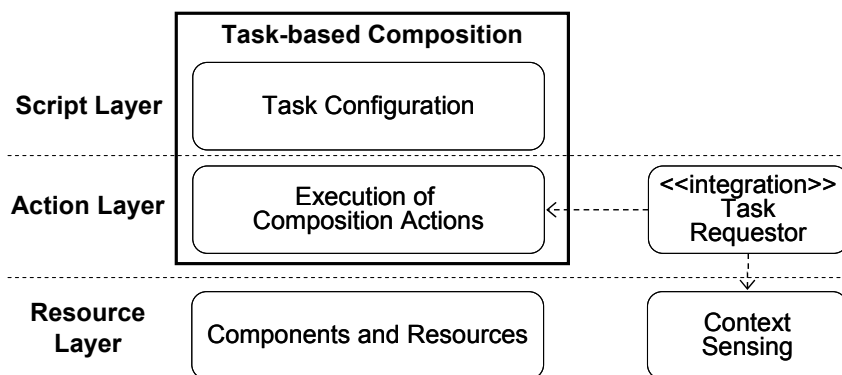 Task-based Composition
Script Layer
Task Configuration
Action Layer
Execution of
Composition Actions
<<integration>>
Task
Requestor
Resource
Layer
Components and Resources
Context
Sensing